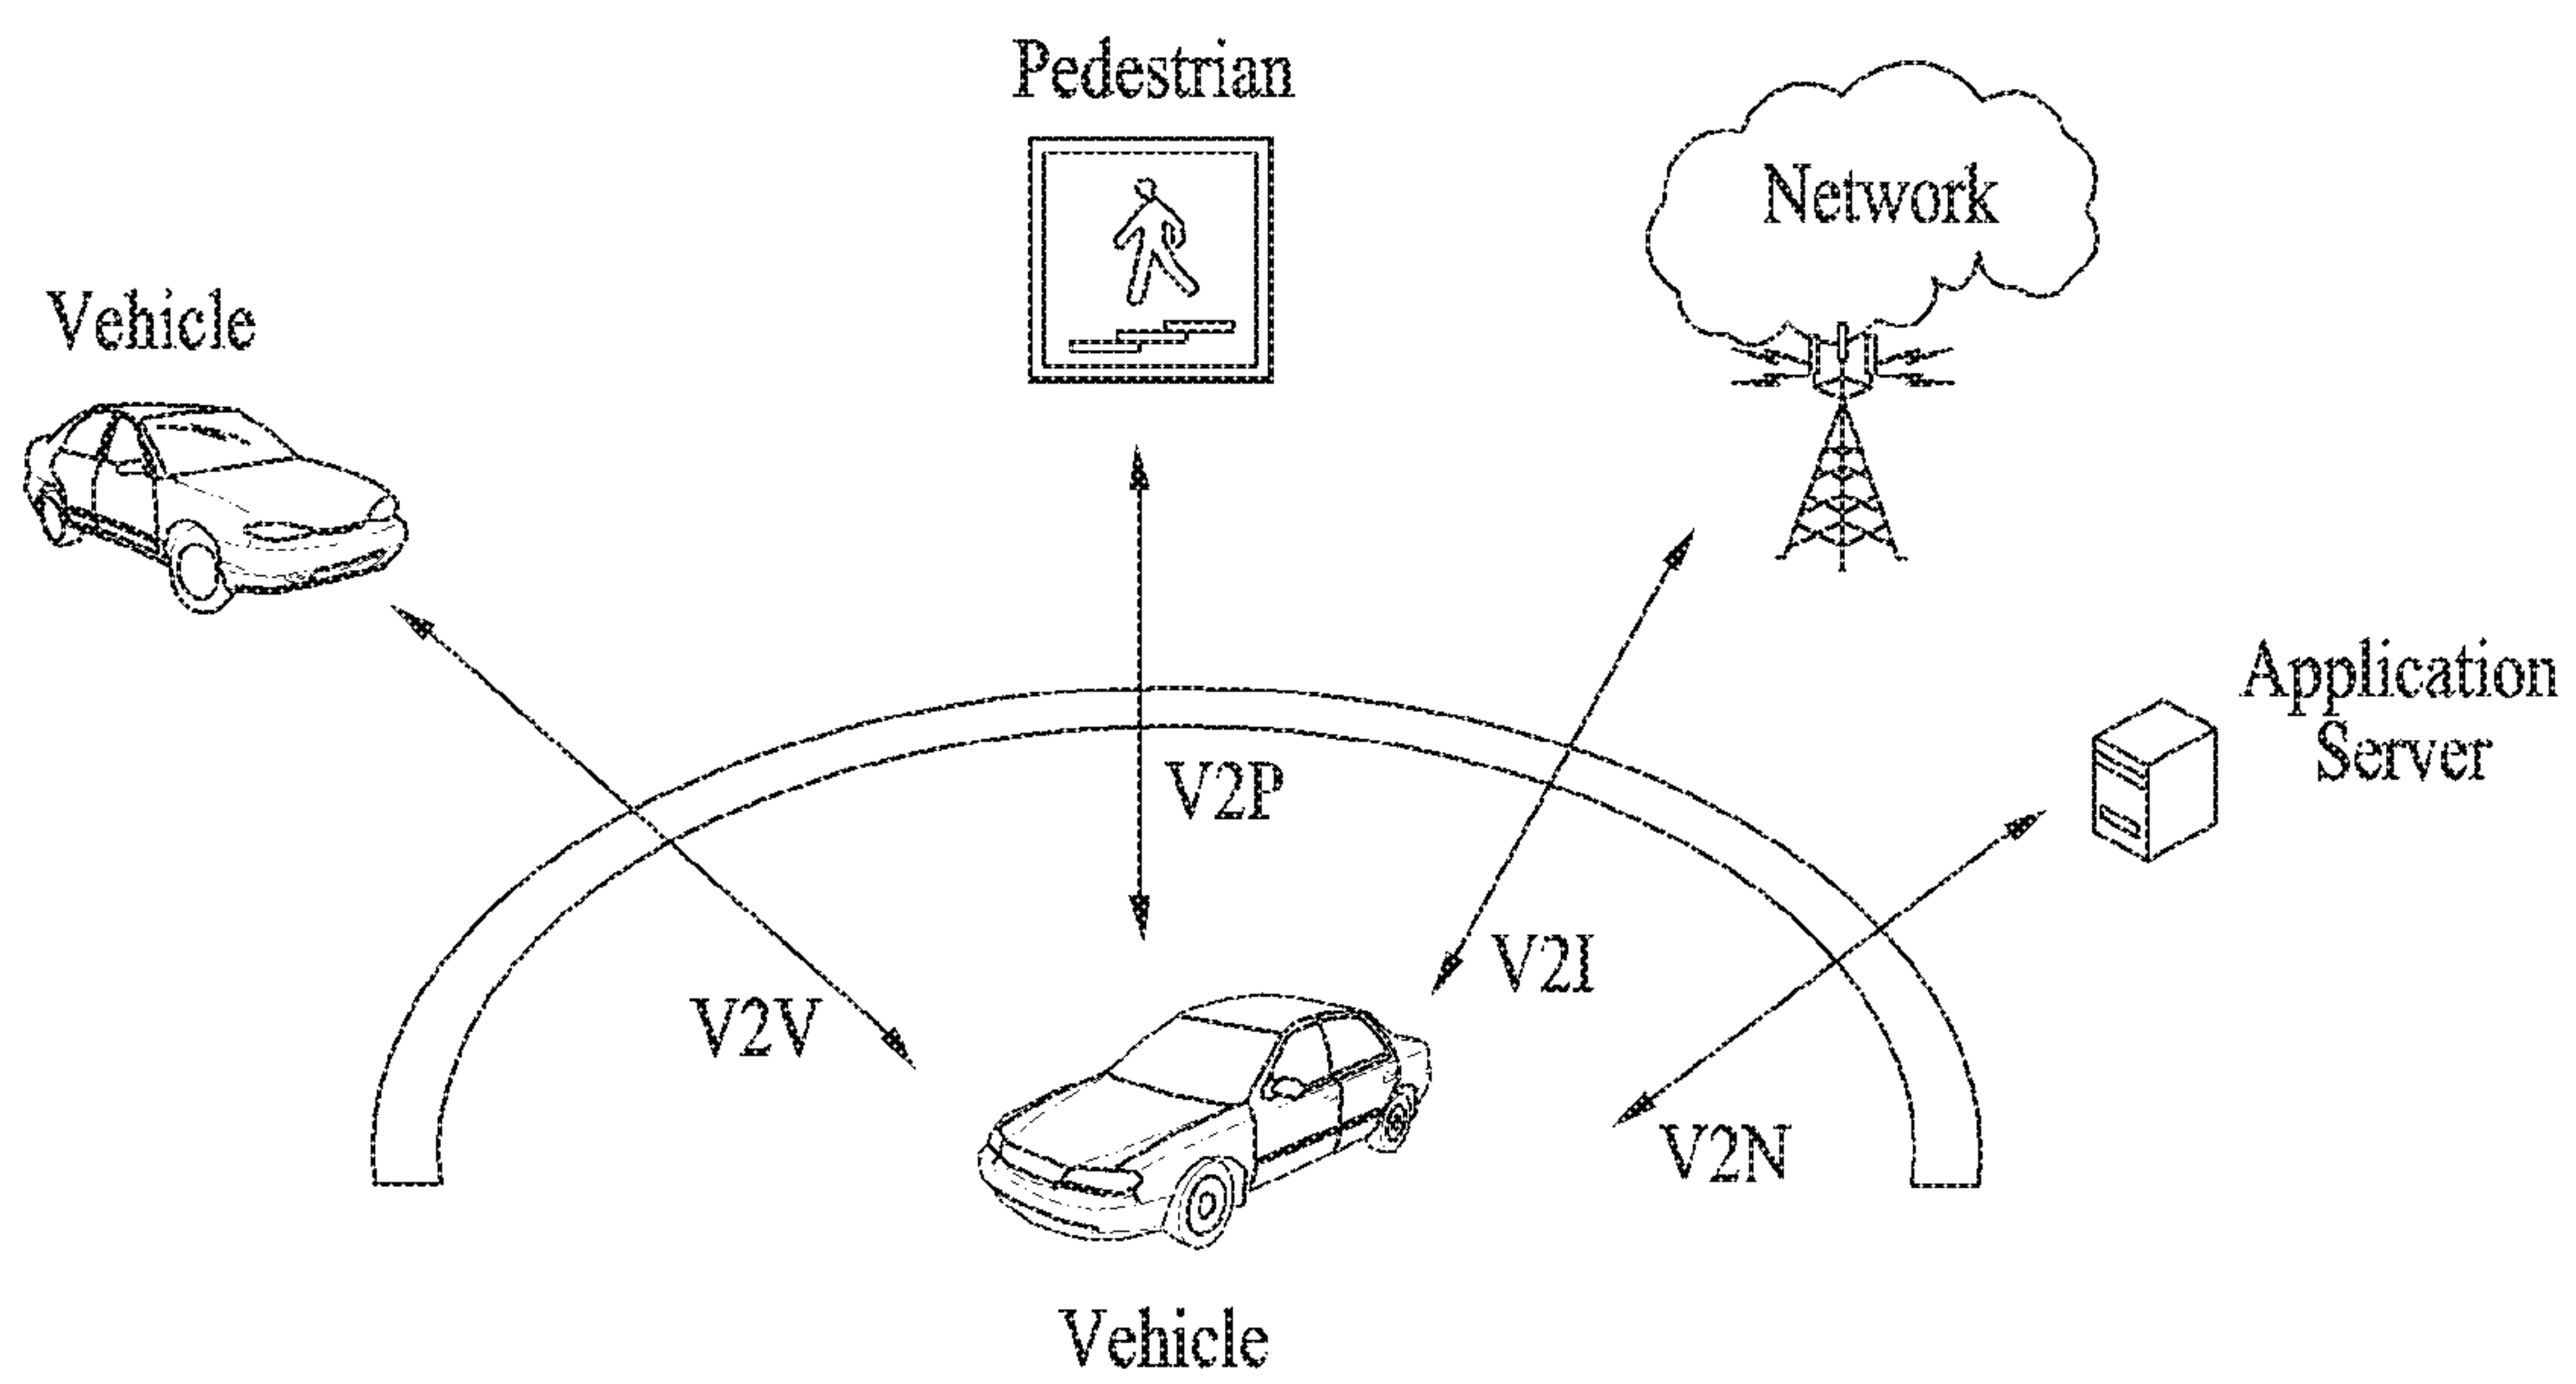 Pedestrian
Network
Vehicle
Application
Server
V2P
V2I
V2V
V2N
Vehicle